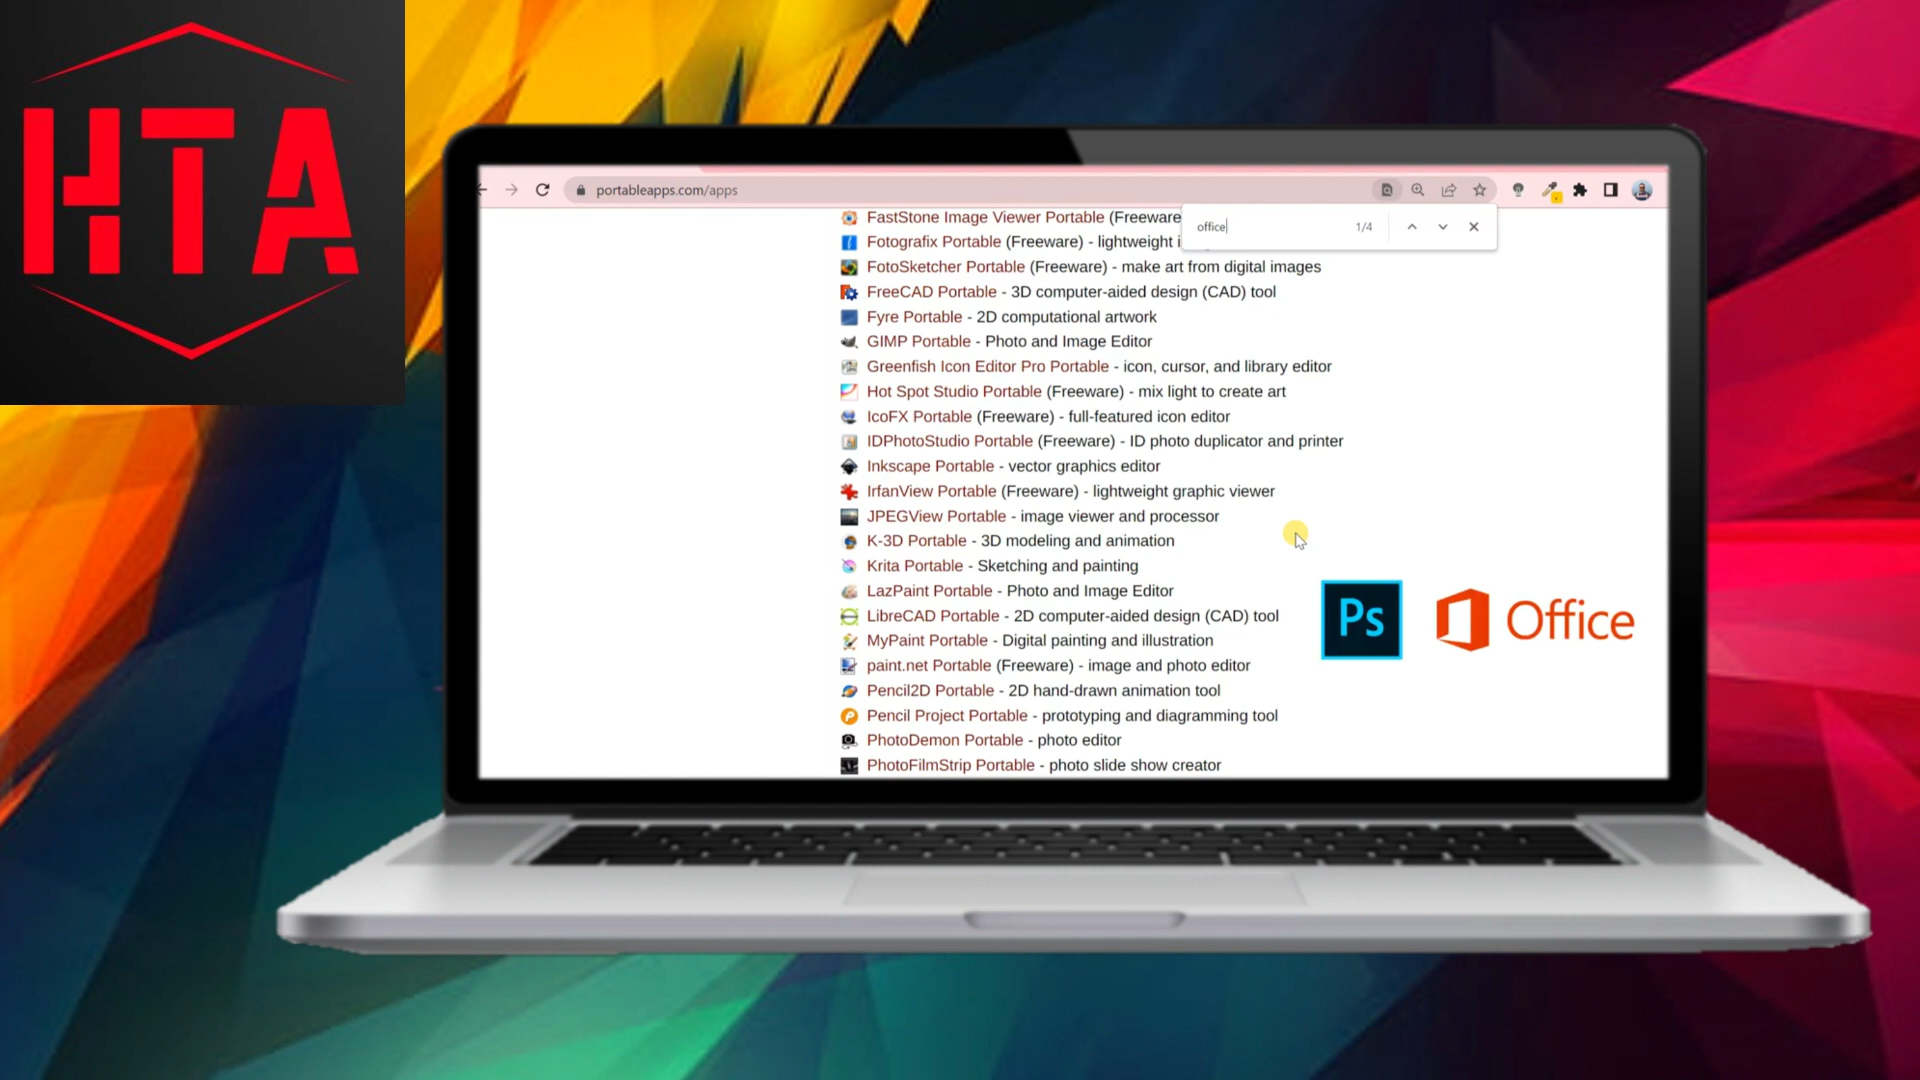 HTA
portableapps.com/apps
office 1/4
FastStone Image Viewer Portable (Freeware
Fotografix Portable (Freeware) - lightweight
FotoSketcher Portable (Freeware) - make art from digital images
FreeCAD Portable - 3D computer-aided design (CAD) tool
Fyre Portable - 2D computational artwork
GIMP Portable - Photo and Image Editor
Greenfish Icon Editor Pro Portable - icon, cursor, and library editor
Hot Spot Studio Portable (Freeware) - mix light to create art
IcoFX Portable (Freeware) - full-featured icon editor
IDPhotoStudio Portable (Freeware) - ID photo duplicator and printer
Inkscape Portable - vector graphics editor
IrfanView Portable (Freeware) - lightweight graphic viewer
JPEGView Portable - image viewer and processor
K-3D Portable - 3D modeling and animation
Krita Portable - Sketching and painting
LazPaint Portable - Photo and Image Editor
LibreCAD Portable - 2D computer-aided design (CAD) tool
MyPaint Portable - Digital painting and illustration
paint.net Portable (Freeware) - image and photo editor
Pencil2D Portable - 2D hand-drawn animation tool
Pencil Project Portable - prototyping and diagramming tool
PhotoDemon Portable - photo editor
PhotoFilmStrip Portable - photo slide show creator
Ps
Office